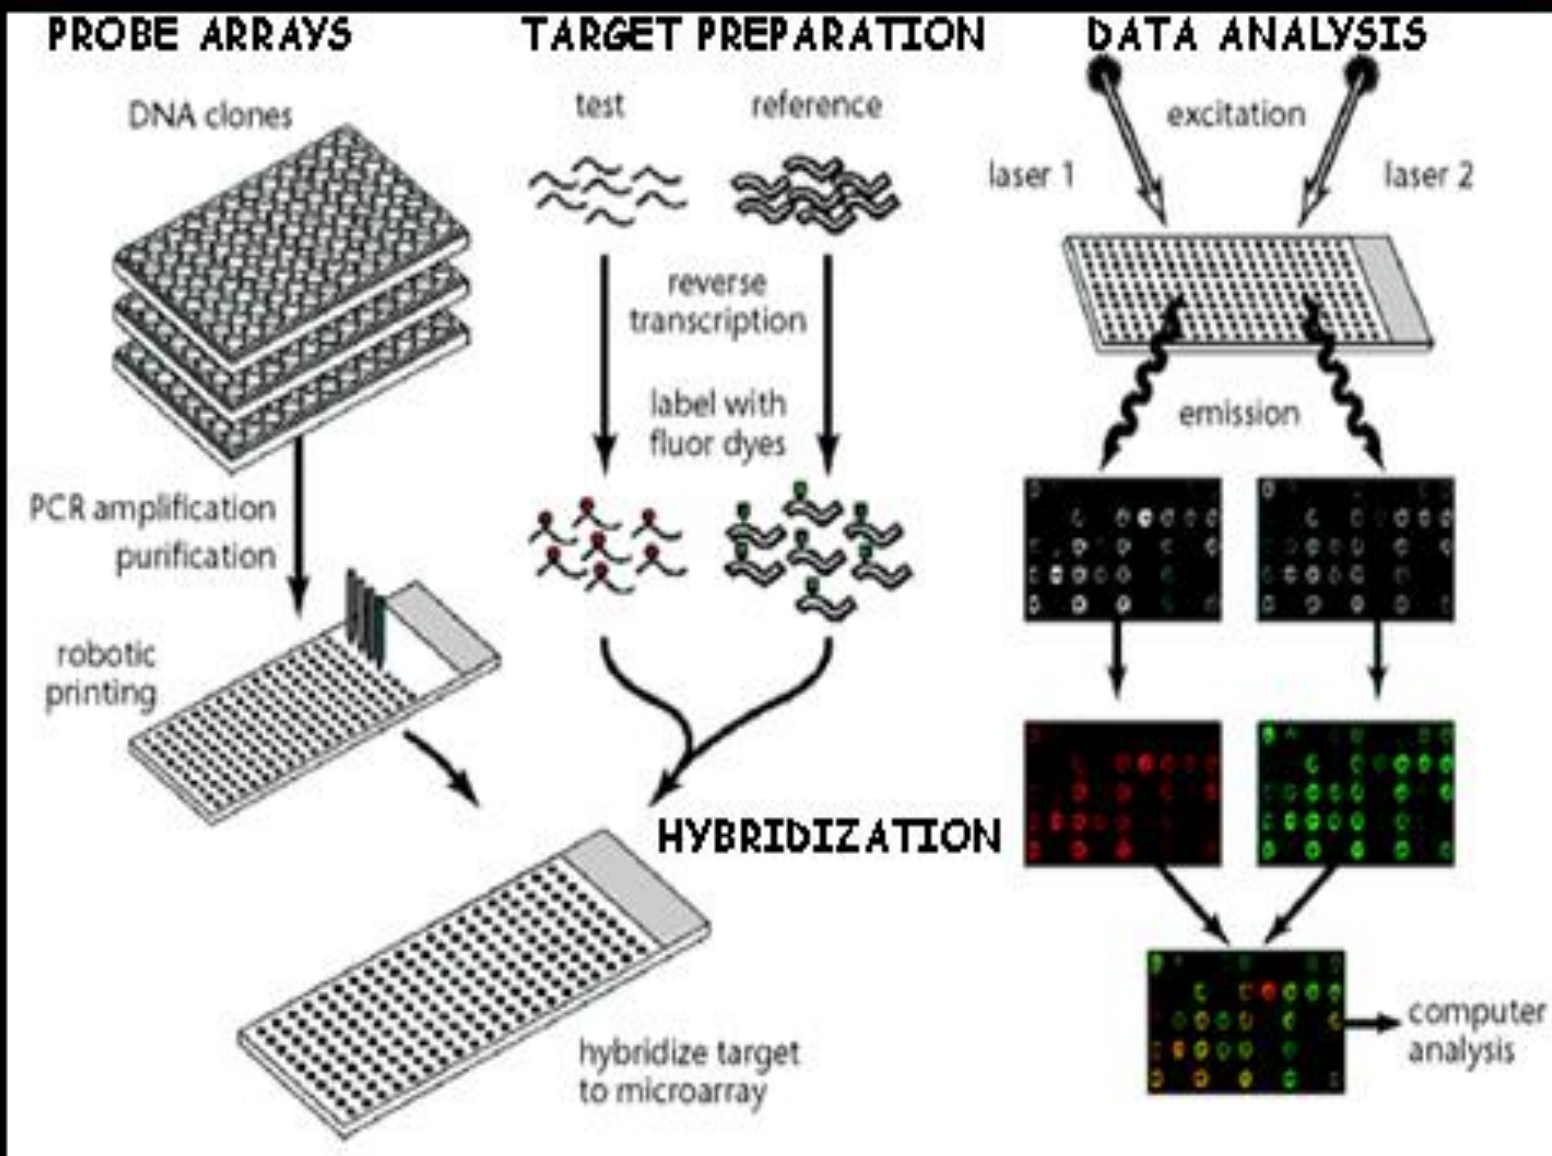 PROBE ARRAYS
DNA clones
PCR amplification
purification
robotic
printing
TARGET PREPARATION
test
reference
reverse
transcription
label with
fluor dyes
HYBRIDIZATION
hybridize target
to microarray
DATA ANALYSIS
excitation
laser 1
laser 2
emission
computer
analysis